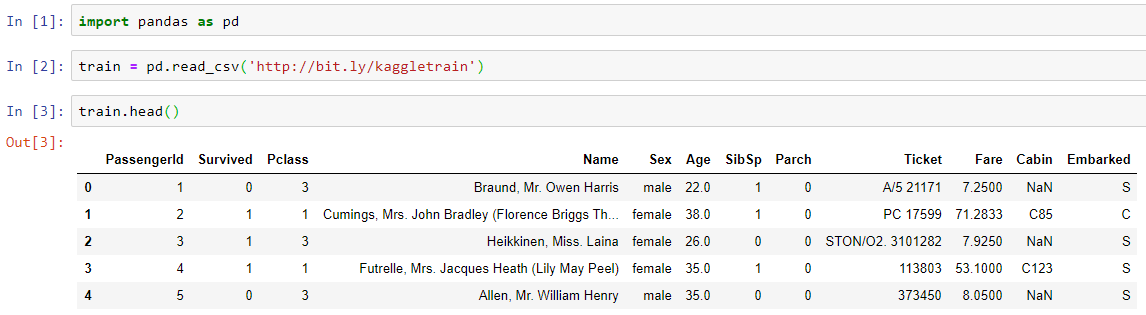 In [1]: import pandas as pd
In [2]: train = pd.read_csv('http://bit.ly/kaggletrain')
In [3]: train.head()
Out[3]:
PassengerId Survived Pclass Name Sex Age SibSp Parch Ticket Fare Cabin Embarked
0 1 0 3 Braund, Mr. Owen Harris male 22.0 1 0 A/5 21171 7.2500 NaN S
1 2 1 1 Cumings, Mrs. John Bradley (Florence Briggs Th... female 38.0 1 0 PC 17599 71.2833 C85 C
2 3 1 3 Heikkinen, Miss. Laina female 26.0 0 0 STON/O2. 3101282 7.9250 NaN S
3 4 1 1 Futrelle, Mrs. Jacques Heath (Lily May Peel) female 35.0 1 0 113803 53.1000 C123 S
4 5 0 3 Allen, Mr. William Henry male 35.0 0 0 373450 8.0500 NaN S